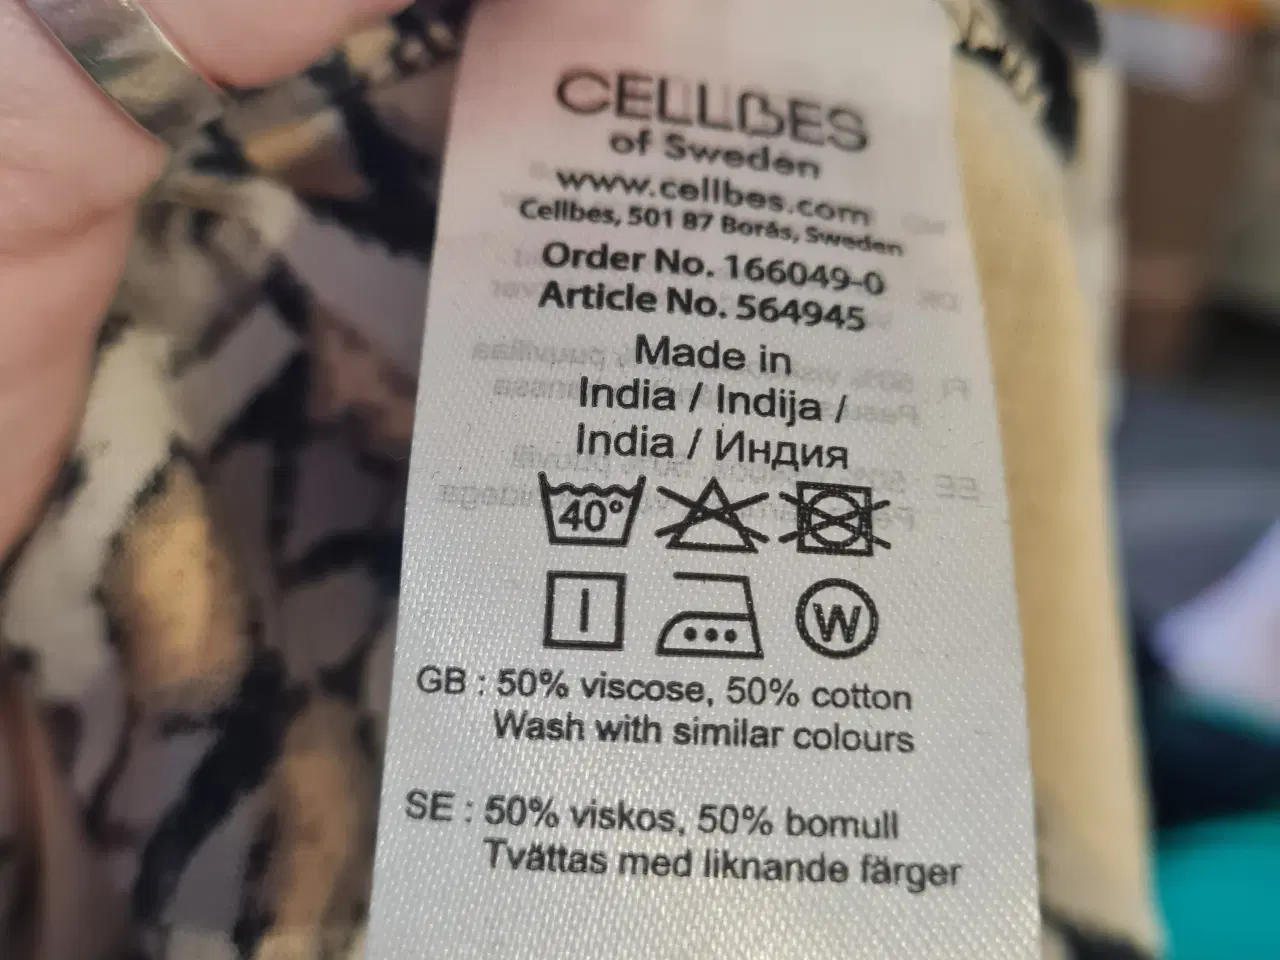 CELLBES
of Sweden
www.cellbes.com
Cellbes, 501 87 Borås, Sweden
Order No. 166049-0
Article No. 564945
Made in
India / Indija /
India / Индия
40°
W
GB : 50% viscose, 50% cotton
Wash with similar colours
SE : 50% viskos, 50% bomull
Tvättas med liknande färger